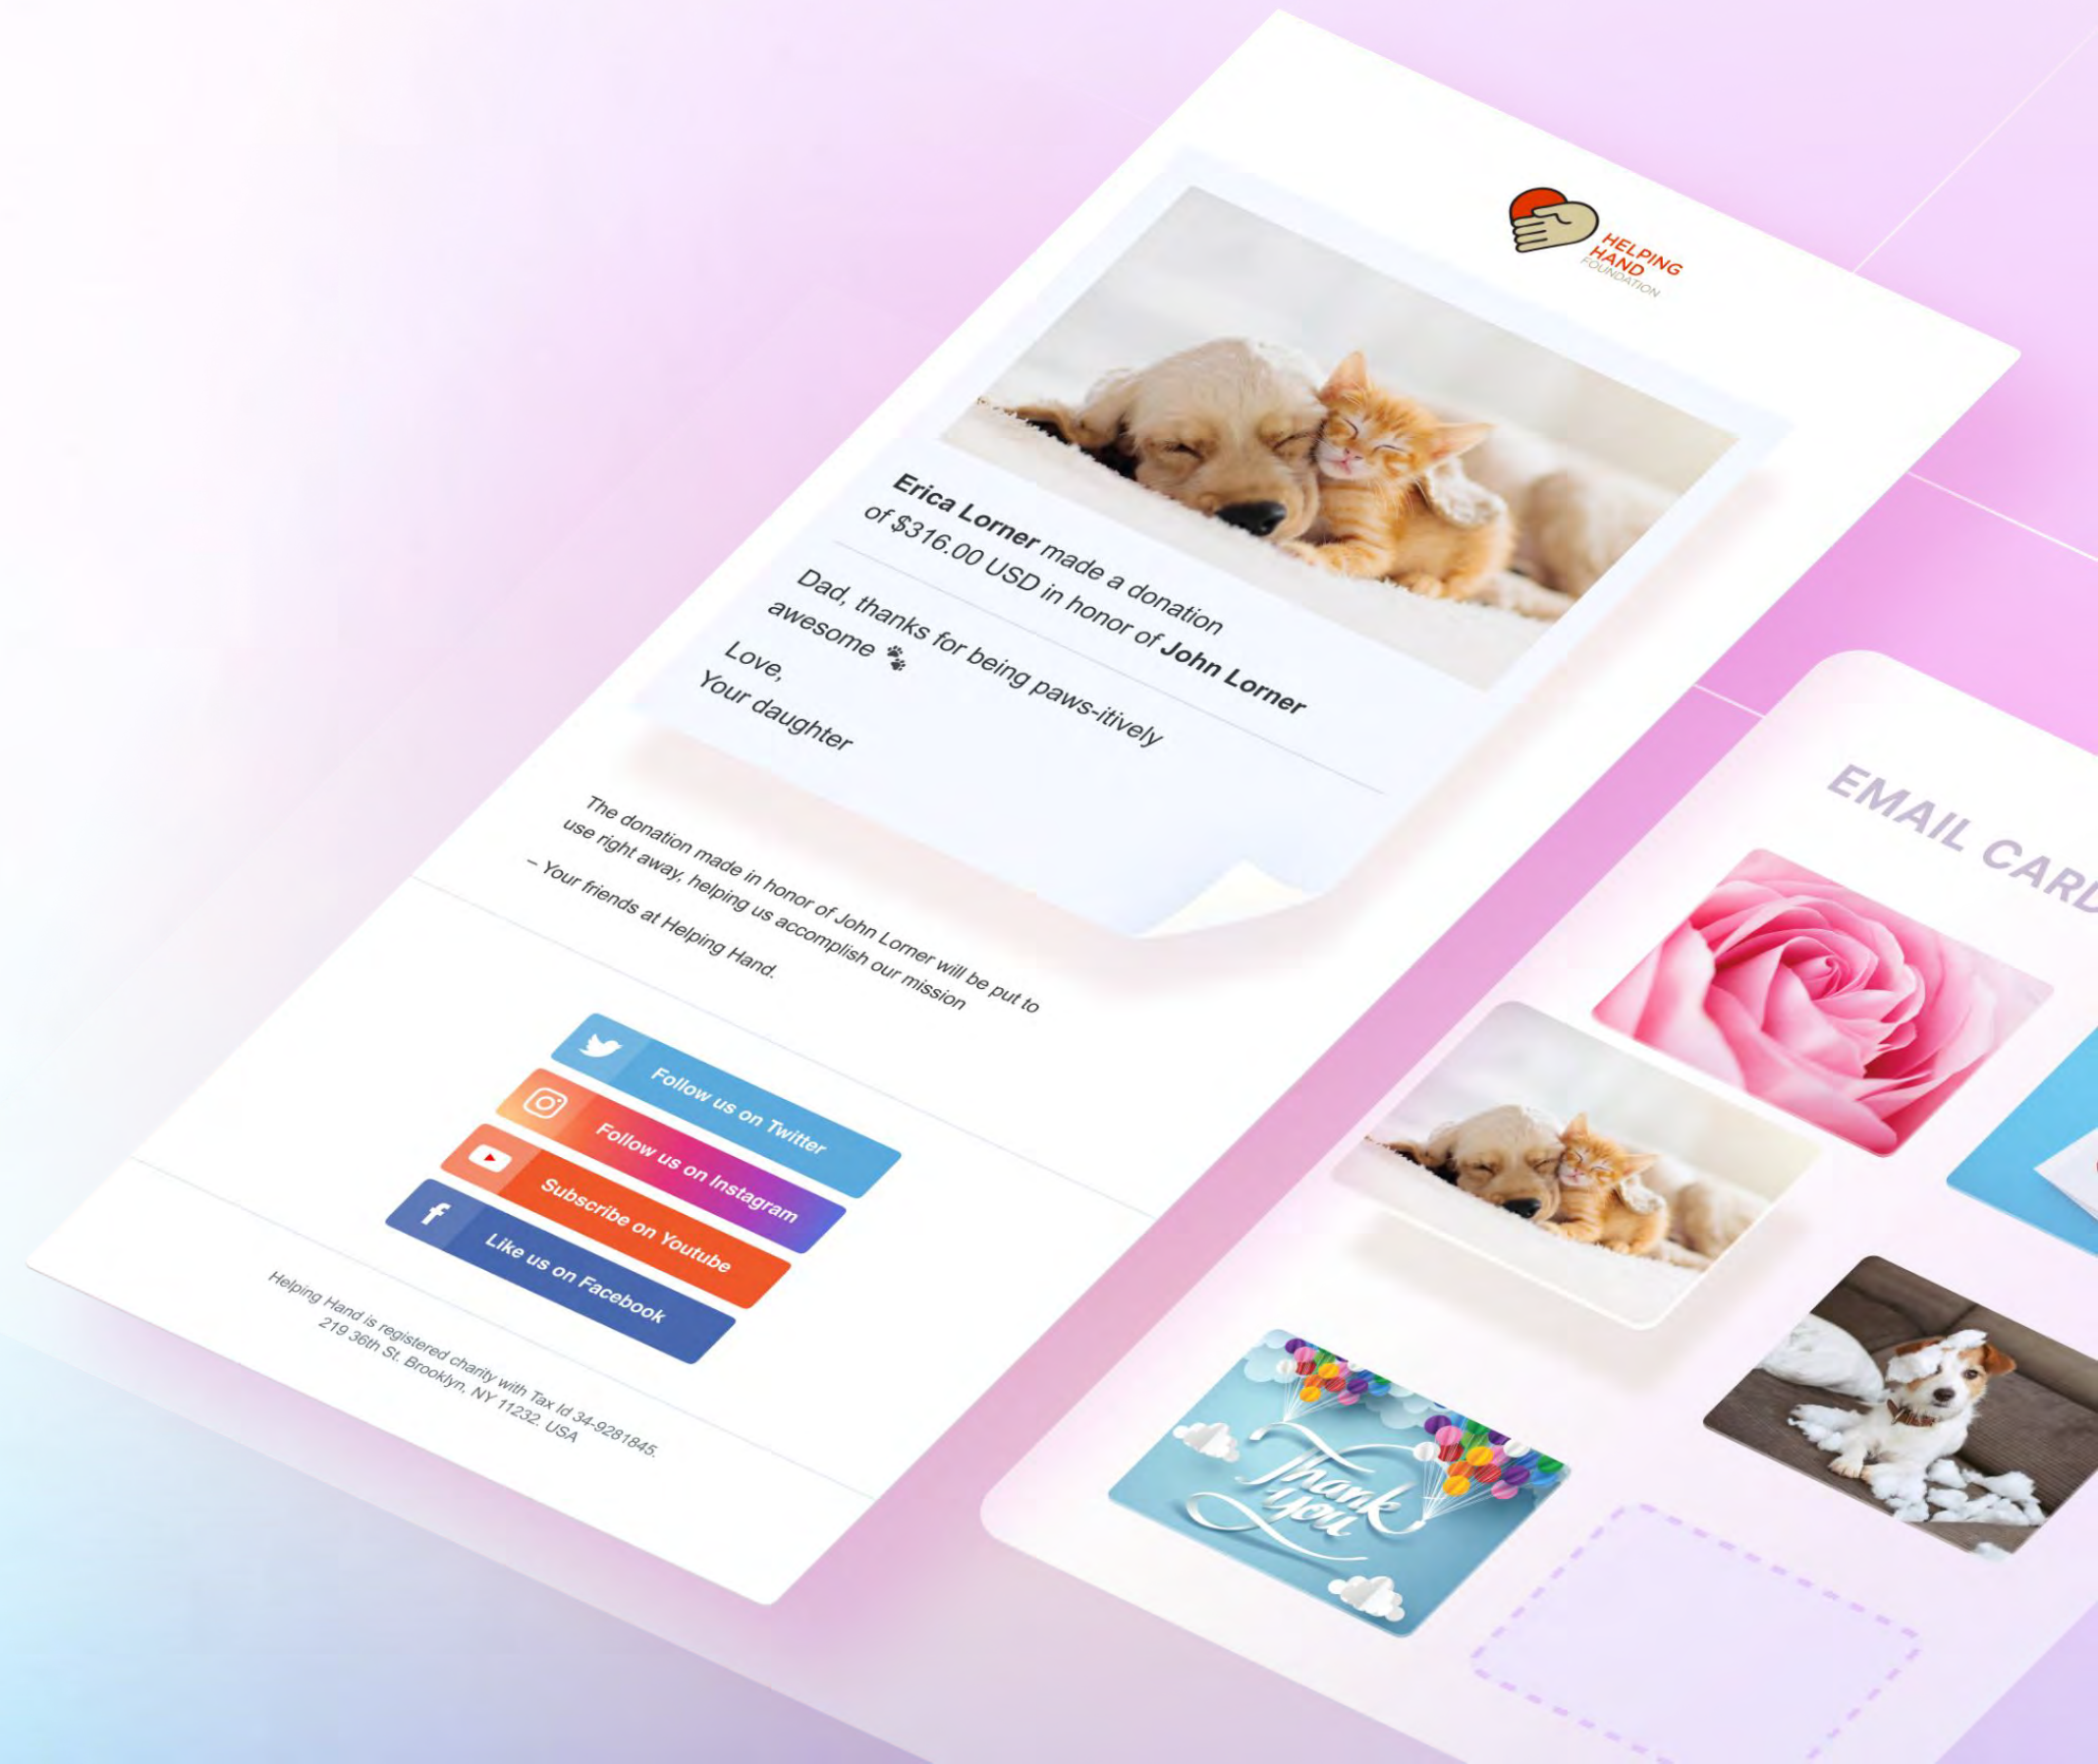 HELPING
HAND
FOUNDATION
Erica Lorner made a donation
of $316.00 USD in honor of John Lorner
Dad, thanks for being paws-itively
awesome 🐾
Love,
Your daughter
The donation made in honor of John Lorner will be put to
use right away, helping us accomplish our mission
– Your friends at Helping Hand.
Follow us on Twitter
Follow us on Instagram
Subscribe on Youtube
Like us on Facebook
Helping Hand is registered charity with Tax Id 34-9281845.
219 36th St. Brooklyn, NY 11232. USA
EMAIL CARD
Thank
You